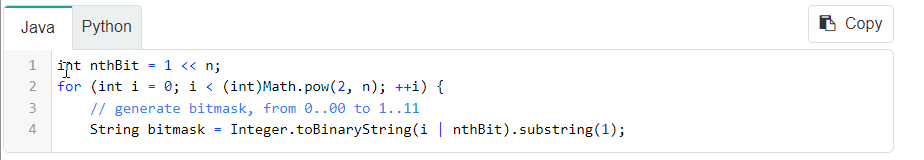 Java Python Copy
1 int nthBit = 1 << n;
2 for (int i = 0; i < (int)Math.pow(2, n); ++i) {
3 // generate bitmask, from 0..00 to 1..11
4 String bitmask = Integer.toBinaryString(i | nthBit).substring(1);